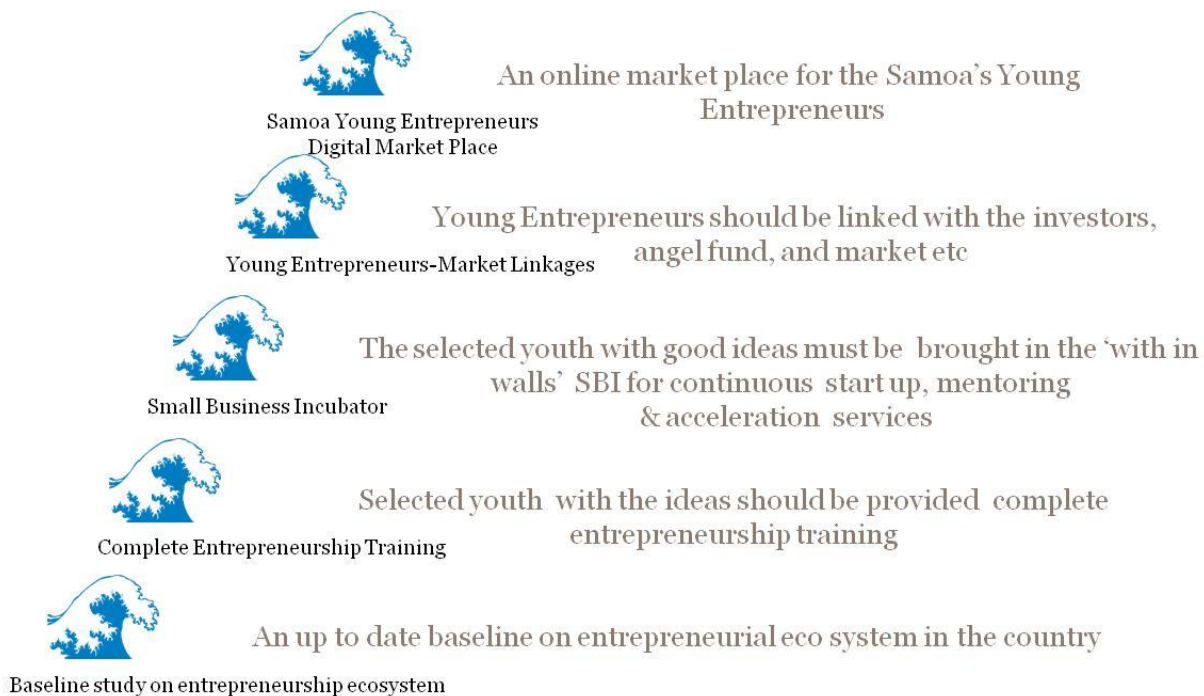 An online market place for the Samoa's Young
Entrepreneurs
Samoa Young Entrepreneurs
Digital Market Place
Young Entrepreneurs should be linked with the investors,
angel fund, and market etc
Young Entrepreneurs-Market Linkages
The selected youth with good ideas must be brought in the 'with in
walls' SBI for continuous start up, mentoring
& acceleration services
Small Business Incubator
Selected youth with the ideas should be provided complete
entrepreneurship training
Complete Entrepreneurship Training
An up to date baseline on entrepreneurial eco system in the country
Baseline study on entrepreneurship ecosystem